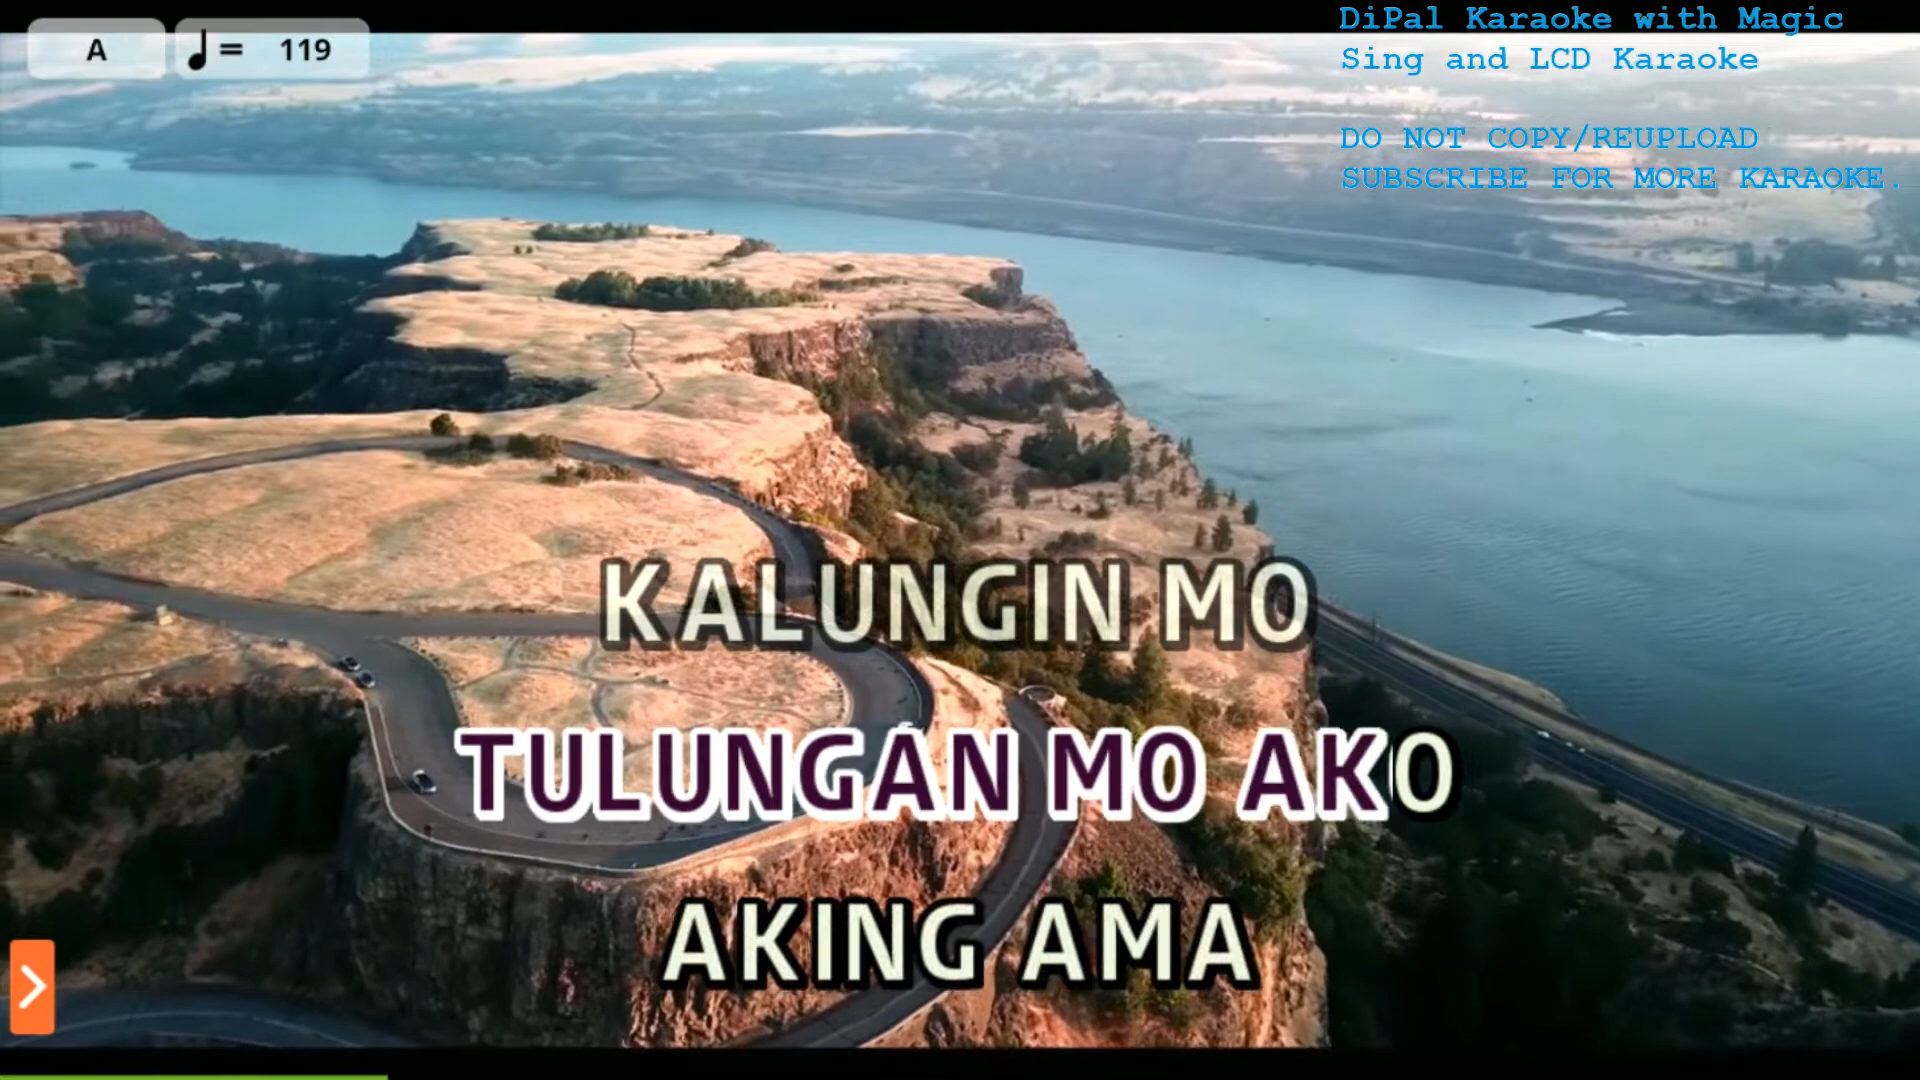 A
♩ = 119
DiPal Karaoke with Magic
Sing and LCD Karaoke
DO NOT COPY/REUPLOAD
SUBSCRIBE FOR MORE KARAOKE.
KALUNGIN MO
TULUNGAN MO AKO
AKING AMA